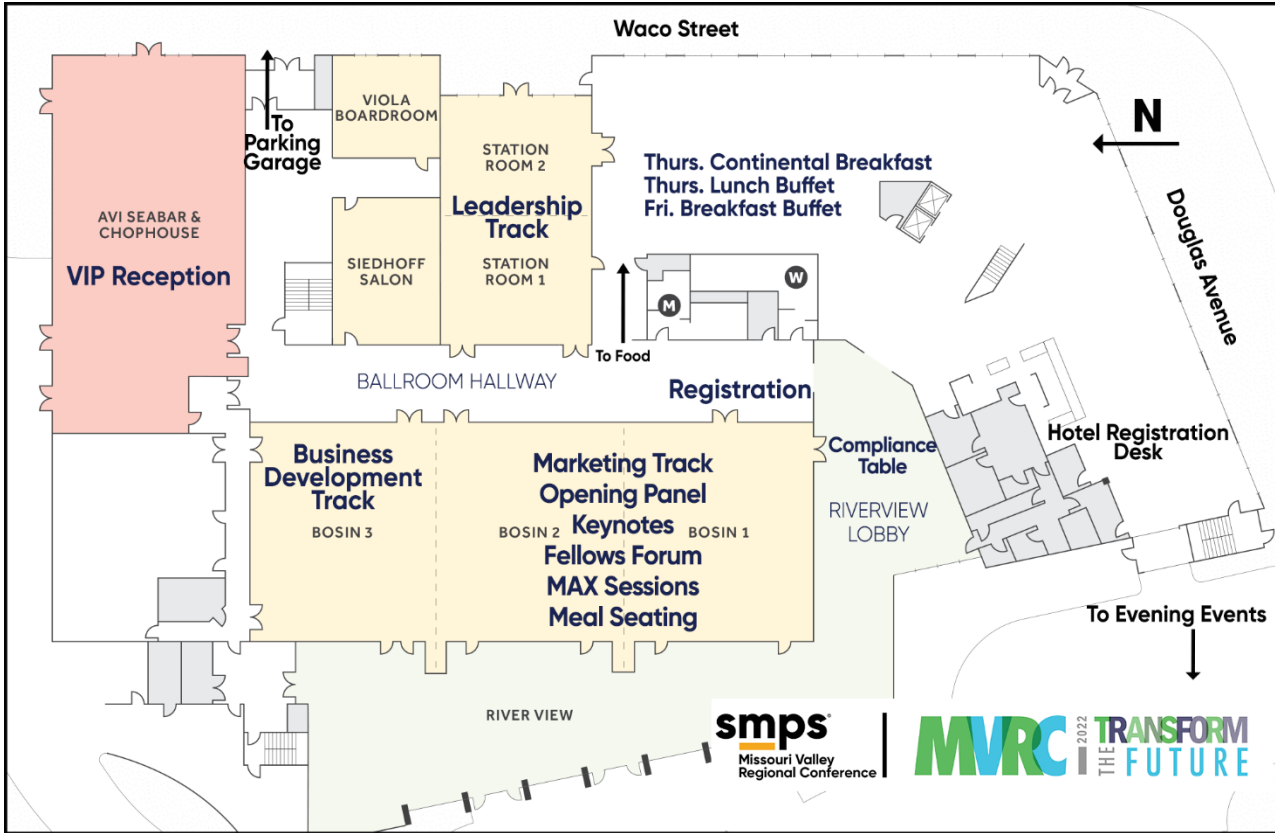 Waco Street
VIOLA
BOARDROOM
To
Parking
Garage
STATION
ROOM 2
N
Thurs. Continental Breakfast
Thurs. Lunch Buffet
Fri. Breakfast Buffet
Leadership
Track
AVI SEABAR &
CHOPHOUSE
VIP Reception
SIEDHOFF
SALON
STATION
ROOM 1
M
W
Douglas Avenue
To Food
BALLROOM HALLWAY
Registration
Business
Development
Track
BOSIN 3
Marketing Track
Opening Panel
BOSIN 2 Keynotes BOSIN 1
Fellows Forum
MAX Sessions
Meal Seating
Compliance
Table
RIVERVIEW
LOBBY
Hotel Registration
Desk
To Evening Events
RIVER VIEW
smps®
Missouri Valley
Regional Conference
MVRC
2022
TRANSFORM
THE FUTURE